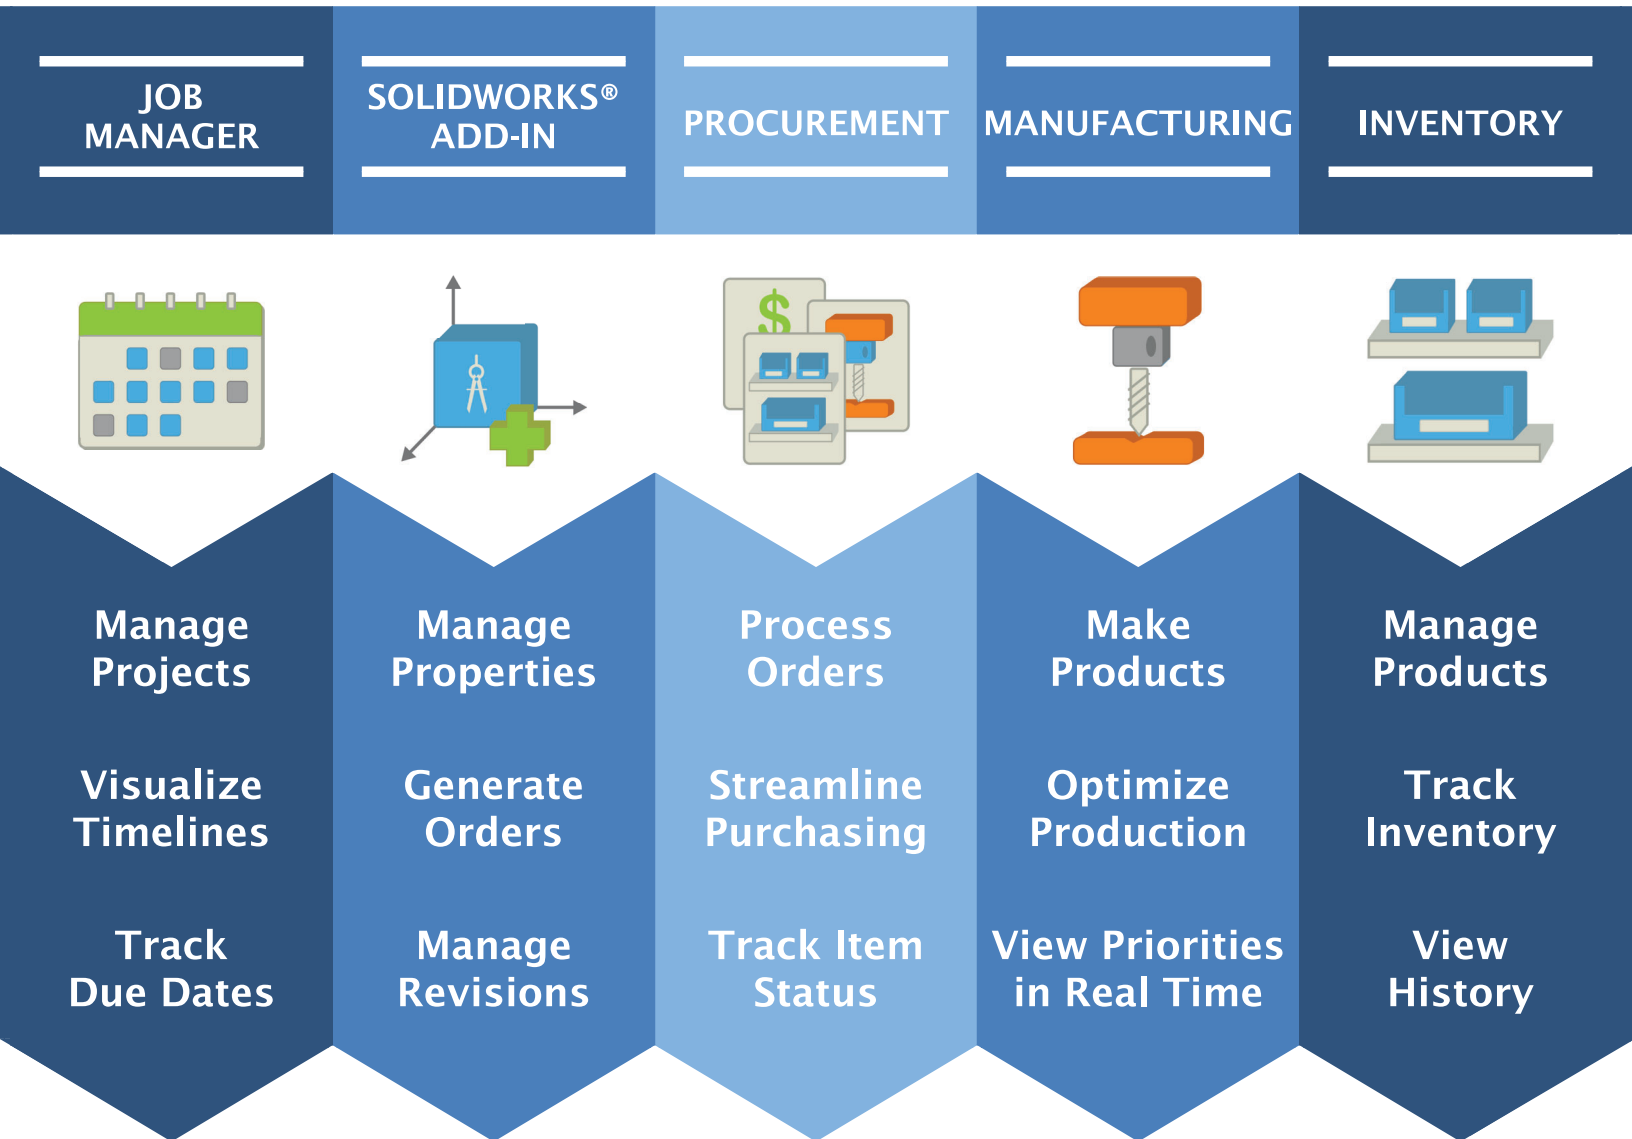 JOB
MANAGER
SOLIDWORKS®
ADD-IN
PROCUREMENT
MANUFACTURING
INVENTORY
$
Manage
Projects
Visualize
Timelines
Track
Due Dates
Manage
Properties
Generate
Orders
Manage
Revisions
Process
Orders
Streamline
Purchasing
Track Item
Status
Make
Products
Optimize
Production
View Priorities
in Real Time
Manage
Products
Track
Inventory
View
History